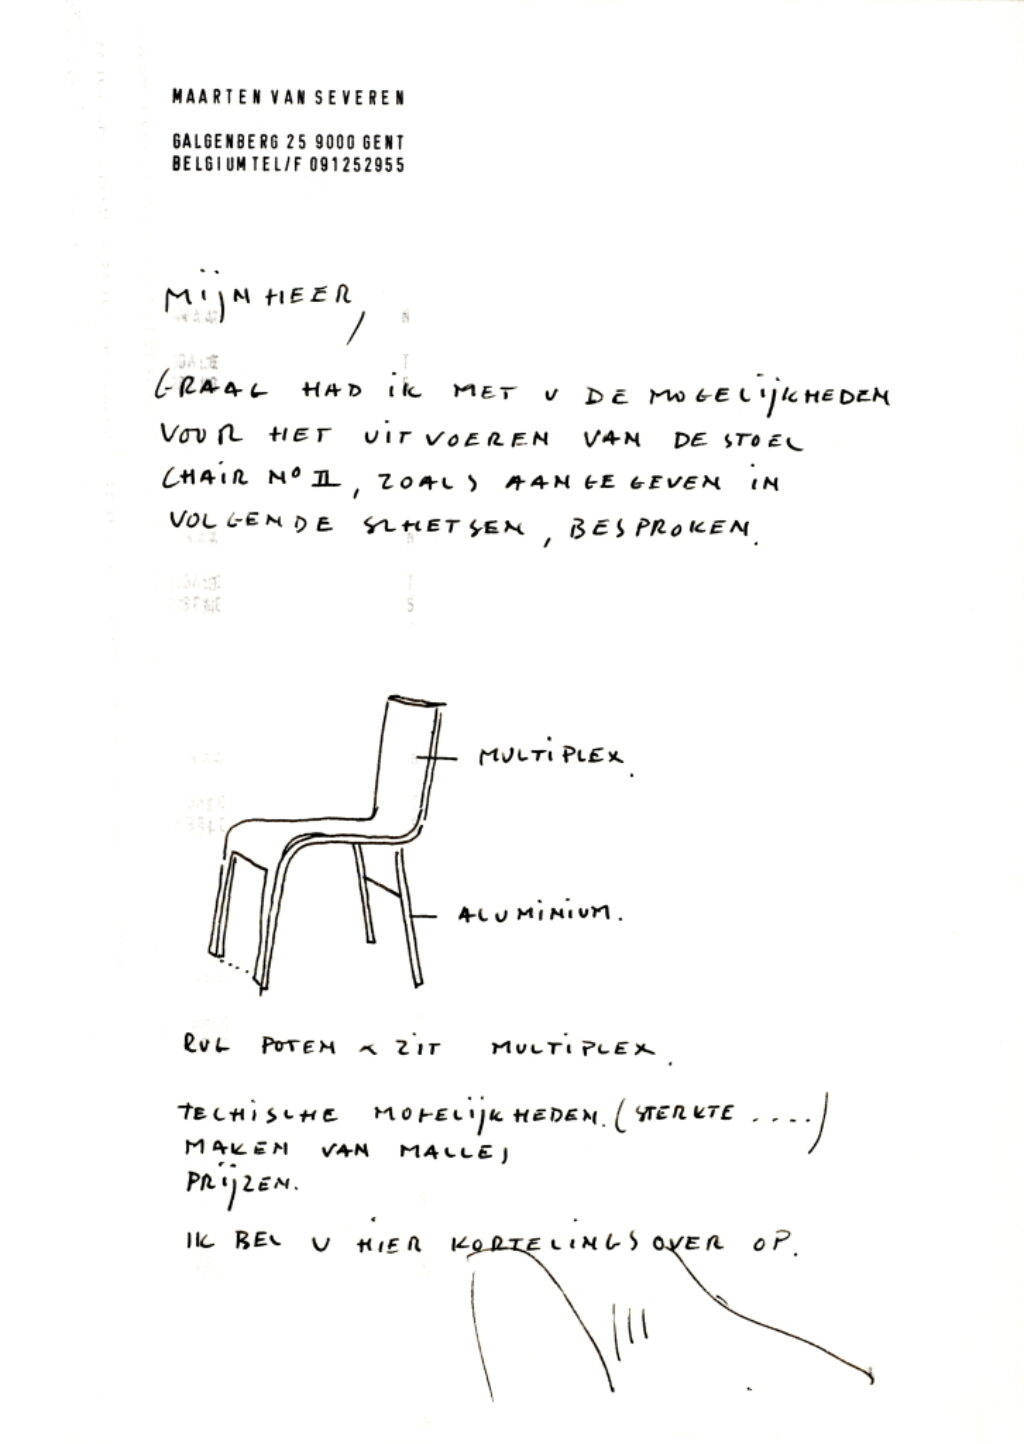 MAARTEN VAN SEVEREN
GALGENBERG 25 9000 GENT
BELGIUM TEL/F 091252955
MIJNHEER,
GRAAG HAD IK MET U DE MOGELIJKHEDEN
VOOR HET UITVOEREN VAN DE STOEL
CHAIR Nº II, ZOALS AANGEGEVEN IN
VOLGENDE SCHETSEN, BESPROKEN.
MULTIPLEX.
ALUMINIUM.
RUG POTEN & ZIT MULTIPLEX.
TECHISCHE MOGELIJKHEDEN. (STERKTE ....)
MAKEN VAN MALLEJ
PRIJZEN.
IK BEL U HIER KORTELINGS OVER OP.